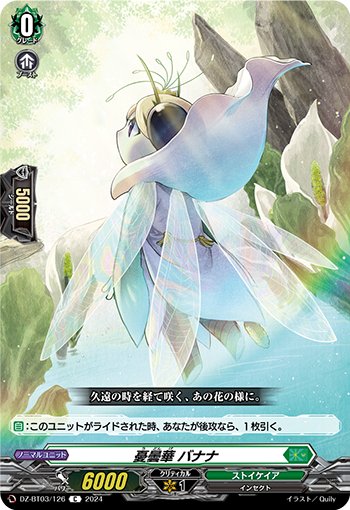 0
グレード
ブースト
5000
シールド
久遠の時を経て咲く、あの花の様に。
:このユニットがライドされた時、あなたが後攻なら、1枚引く。
ノーマルユニット
憂曇華 バナナ
パワー 6000
クリティカル
1
ストイケイア
インセクト
DZ-BT03/126 C 2024
イラスト/ Quily